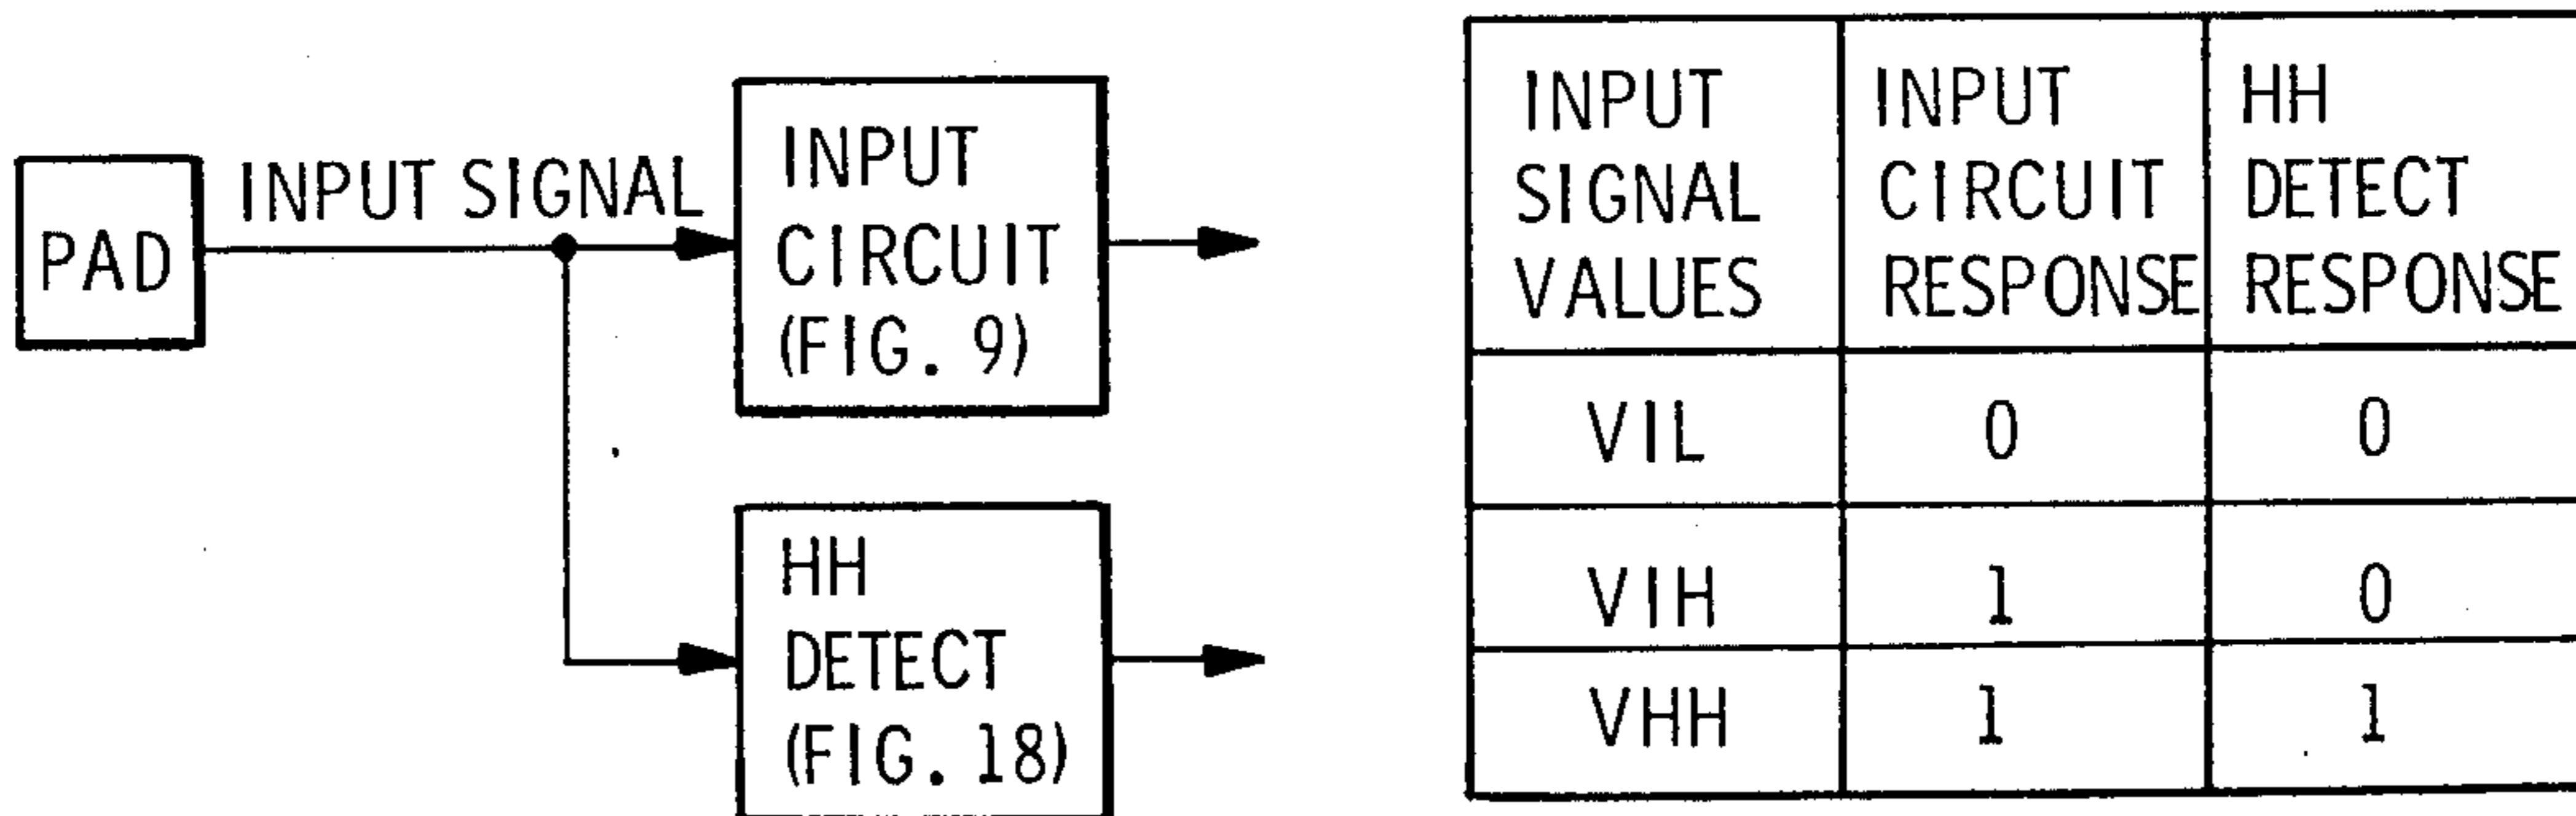 PAD
INPUT SIGNAL
INPUT
CIRCUIT
(FIG. 9)
HH
DETECT
(FIG. 18)
INPUT
SIGNAL
VALUES
INPUT
CIRCUIT
RESPONSE
HH
DETECT
RESPONSE
VIL 0 0
VIH 1 0
VHH 1 1